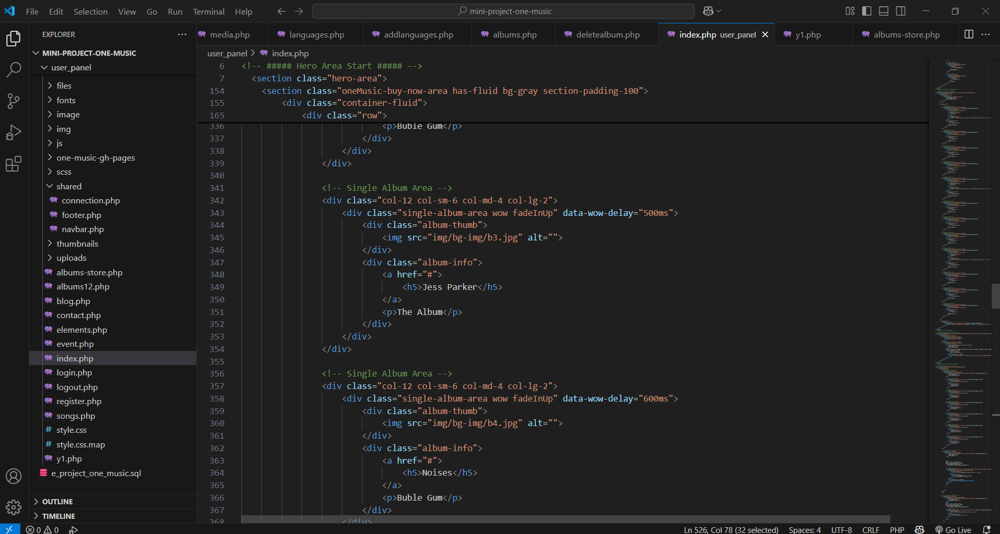 File Edit Selection View Go Run Terminal Help
mini-project-one-music
EXPLORER
MINI-PROJECT-ONE-MUSIC
user_panel
files
fonts
image
img
js
one-music-gh-pages
scss
shared
connection.php
footer.php
navbar.php
thumbnails
uploads
albums-store.php
albums12.php
blog.php
contact.php
elements.php
event.php
index.php
login.php
logout.php
register.php
songs.php
# style.css
# style.css.map
y1.php
e_project_one_music.sql
OUTLINE
TIMELINE
media.php languages.php addlanguages.php albums.php deletealbum.php index.php user_panel y1.php albums-store.php
user_panel > index.php
6 <!-- ##### Hero Area Start ##### -->
7 <section class="hero-area">
154 <section class="oneMusic-buy-now-area has-fluid bg-gray section-padding-100">
155 <div class="container-fluid">
165 <div class="row">
336 <p>Buble Gum</p>
337 </div>
338 </div>
339 </div>
340
341 <!-- Single Album Area -->
342 <div class="col-12 col-sm-6 col-md-4 col-lg-2">
343 <div class="single-album-area wow fadeInUp" data-wow-delay="500ms">
344 <div class="album-thumb">
345 <img src="img/bg-img/b3.jpg" alt="">
346 </div>
347 <div class="album-info">
348 <a href="#">
349 <h5>Jess Parker</h5>
350 </a>
351 <p>The Album</p>
352 </div>
353 </div>
354 </div>
355
356 <!-- Single Album Area -->
357 <div class="col-12 col-sm-6 col-md-4 col-lg-2">
358 <div class="single-album-area wow fadeInUp" data-wow-delay="600ms">
359 <div class="album-thumb">
360 <img src="img/bg-img/b4.jpg" alt="">
361 </div>
362 <div class="album-info">
363 <a href="#">
364 <h5>Noises</h5>
365 </a>
366 <p>Buble Gum</p>
367 </div>
368 </div>
0 0 Ln 526, Col 78 (32 selected) Spaces: 4 UTF-8 CRLF PHP Go Live